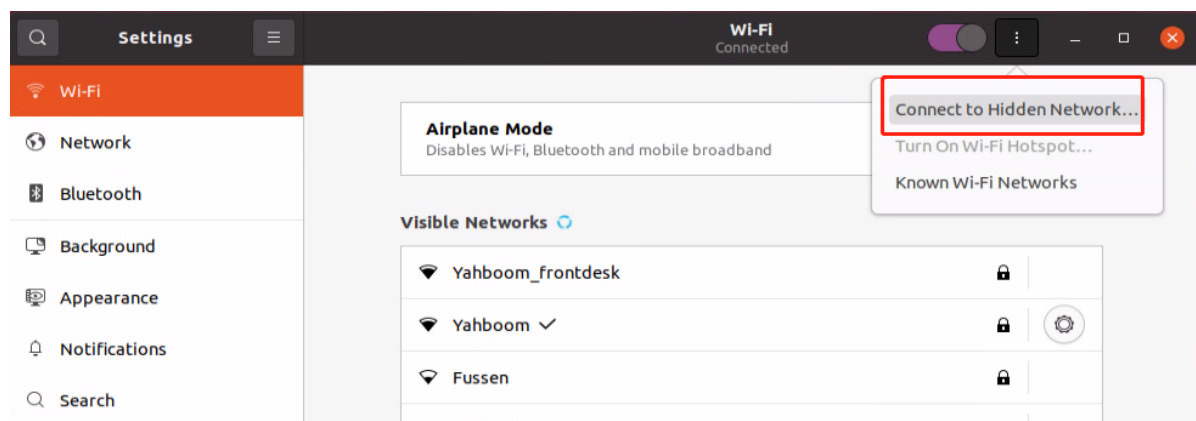 Settings
Wi-Fi
Connected
Wi-Fi
Network
Bluetooth
Background
Appearance
Notifications
Search
Airplane Mode
Disables Wi-Fi, Bluetooth and mobile broadband
Connect to Hidden Network...
Turn On Wi-Fi Hotspot...
Known Wi-Fi Networks
Visible Networks
Yahboom_frontdesk
Yahboom
Fussen